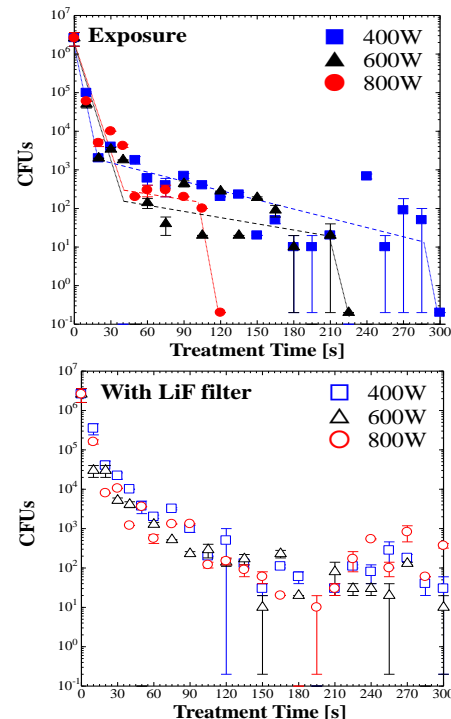 Exposure
400W
600W
800W
CFUs
10^7
10^6
10^5
10^4
10^3
10^2
10^1
10^0
10^-1
0 30 60 90 120 150 180 210 240 270 300
Treatment Time [s]
With LiF filter
400W
600W
800W
CFUs
10^7
10^6
10^5
10^4
10^3
10^2
10^1
10^0
10^-1
0 30 60 90 120 150 180 210 240 270 300
Treatment Time [s]